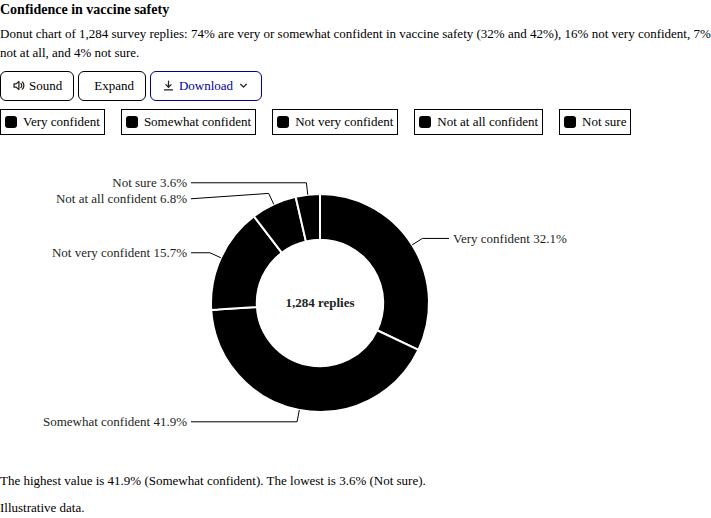 Confidence in vaccine safety
Donut chart of 1,284 survey replies: 74% are very or somewhat confident in vaccine safety (32% and 42%), 16% not very confident, 7%
not at all, and 4% not sure.
Sound Expand Download
Very confident Somewhat confident Not very confident Not at all confident Not sure
Not sure 3.6%
Not at all confident 6.8%
Very confident 32.1%
Not very confident 15.7%
1,284 replies
Somewhat confident 41.9%
The highest value is 41.9% (Somewhat confident). The lowest is 3.6% (Not sure).
Illustrative data.